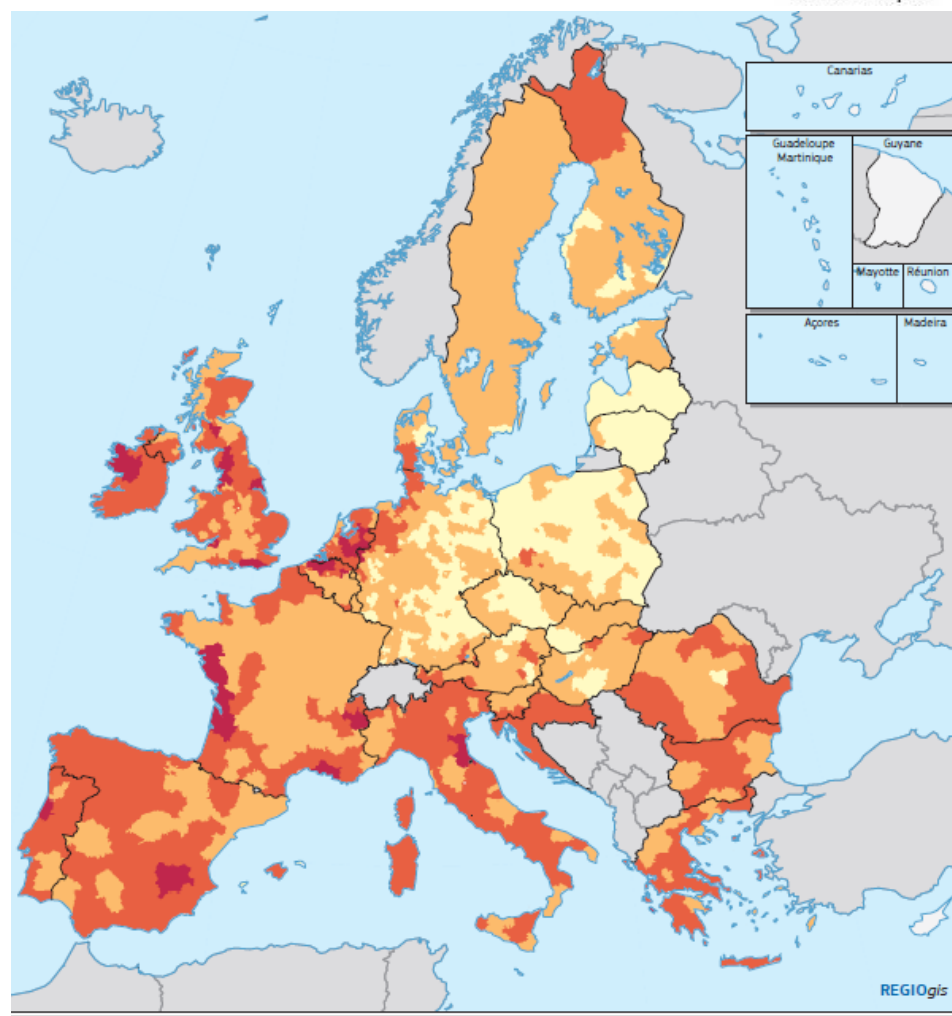 Canarias
Guadeloupe
Martinique
Guyane
Mayotte
Réunion
Açores
Madeira
REGIOgis